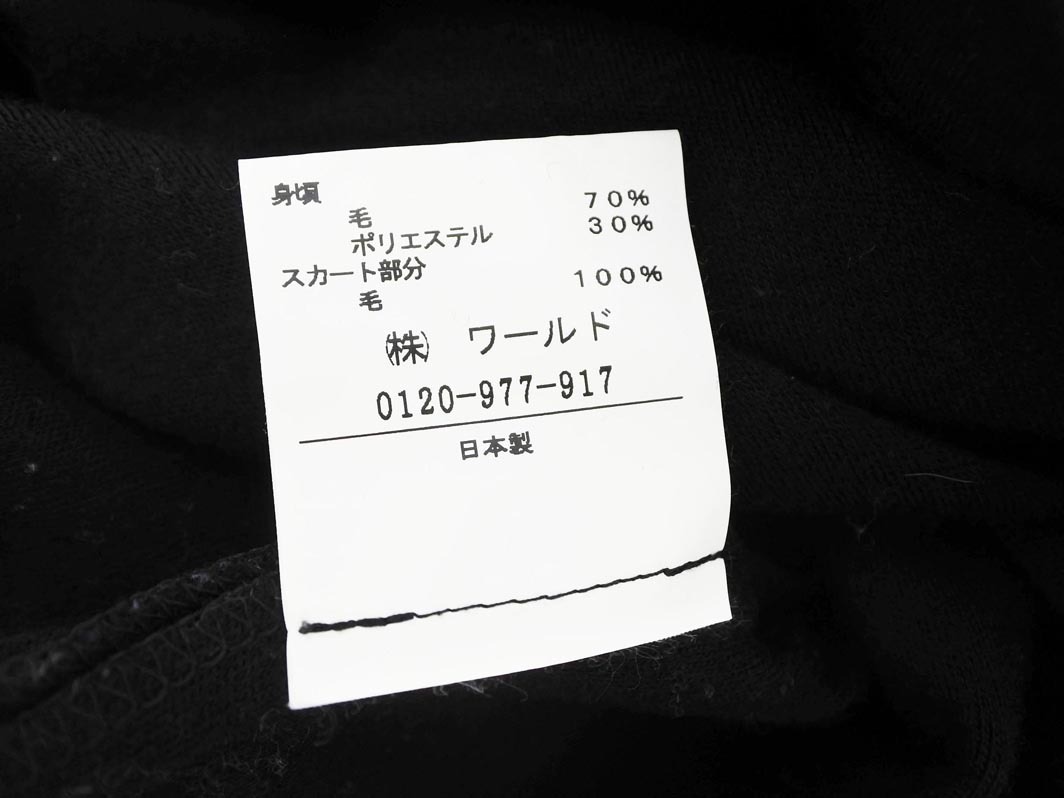 身頃
毛 70%
ポリエステル 30%
スカート部分
毛 100%
㈱ ワールド
0120-977-917
日本製